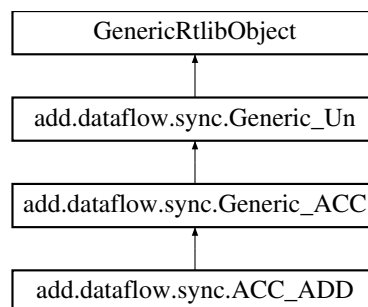 GenericRtlibObject
add.dataflow.sync.Generic_Un
add.dataflow.sync.Generic_ACC
add.dataflow.sync.ACC_ADD